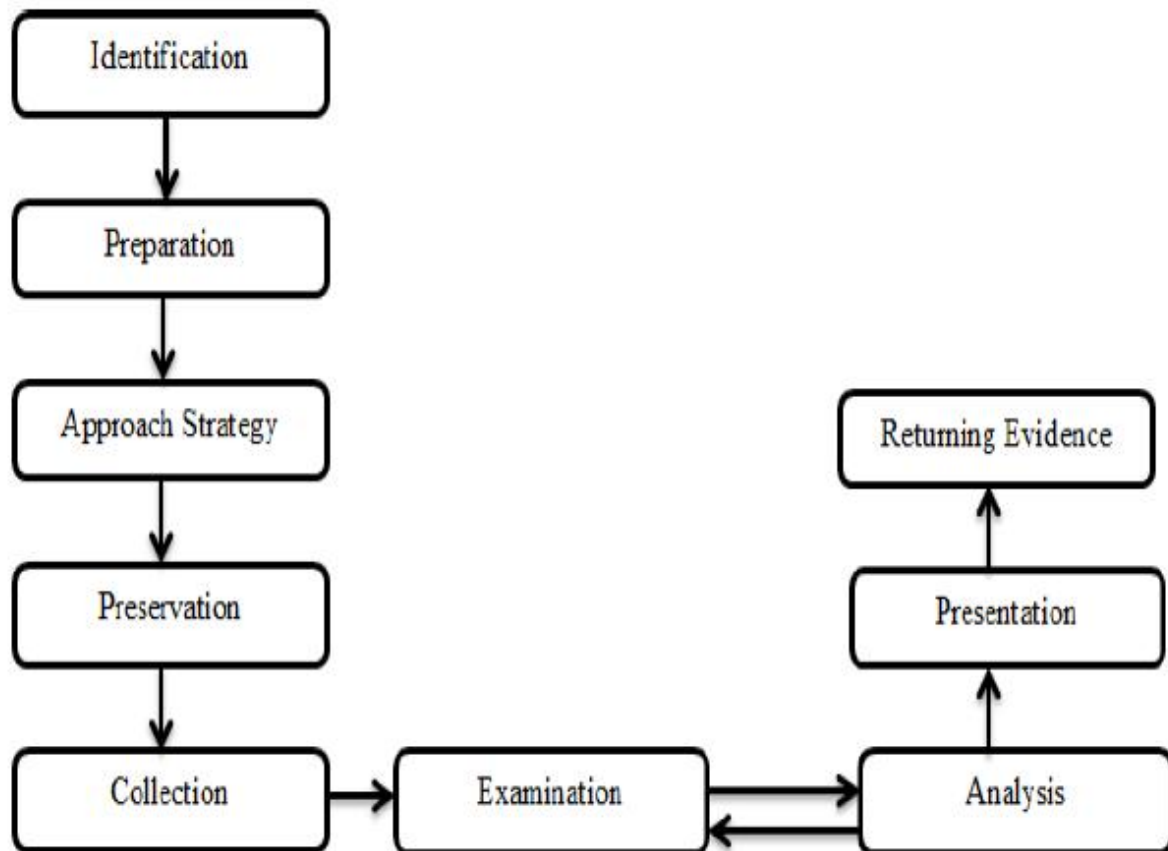 Identification
Preparation
Approach Strategy
Preservation
Collection
Examination
Analysis
Presentation
Returning Evidence